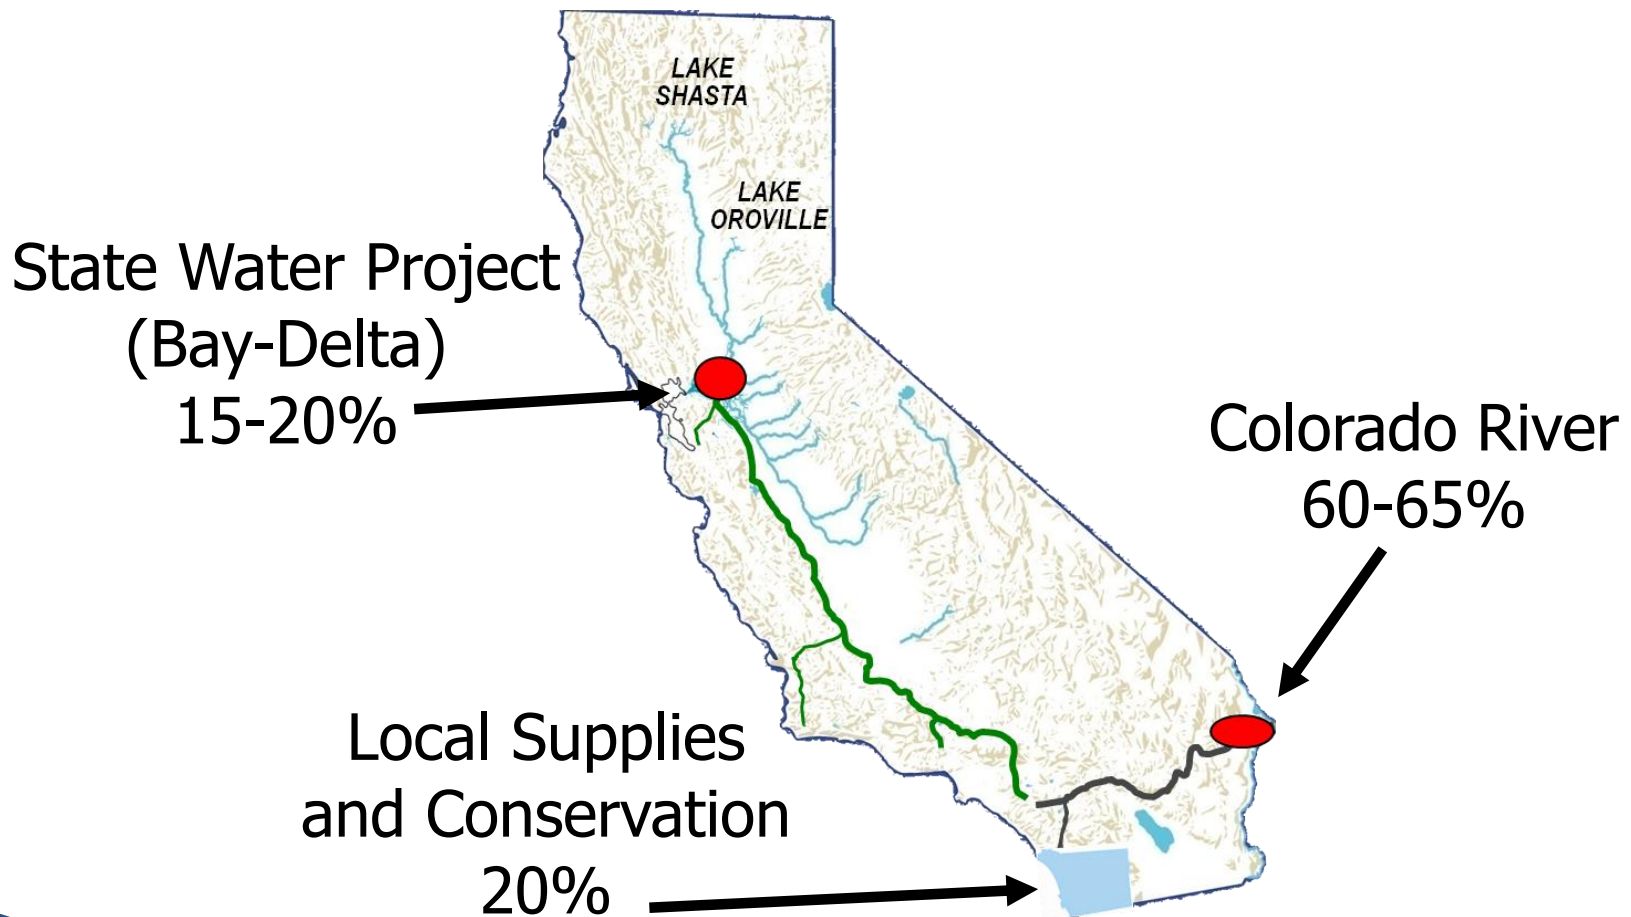 LAKE
SHASTA
LAKE
OROVILLE
State Water Project
(Bay-Delta)
15-20%
Colorado River
60-65%
Local Supplies
and Conservation
20%